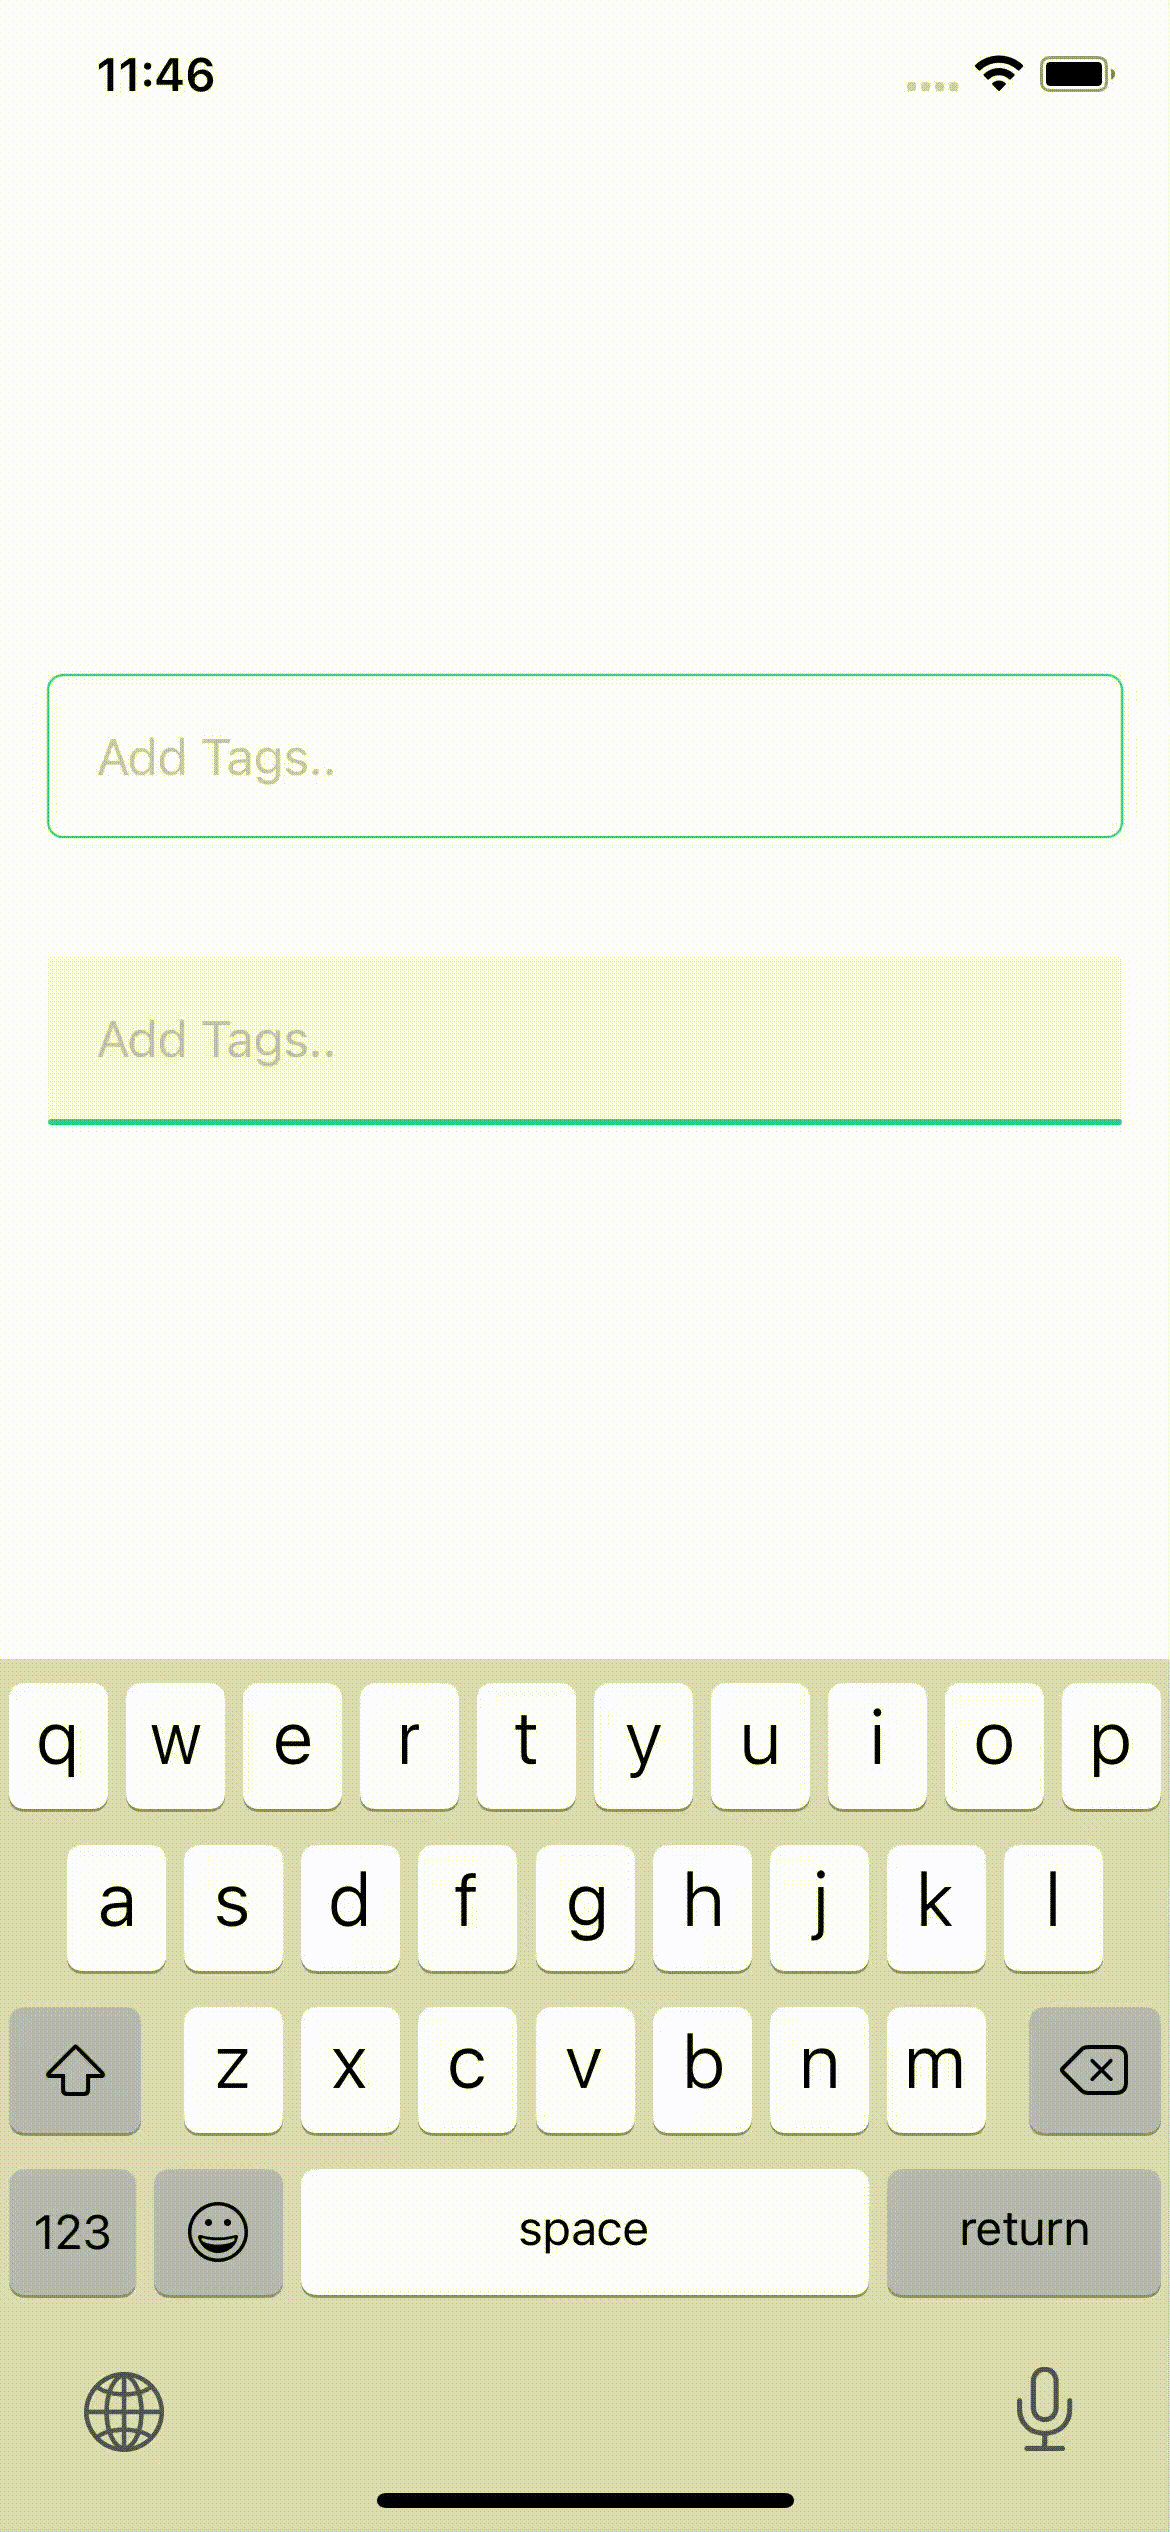 11:46
Add Tags..
Add Tags..
q w e r t y u i o p
a s d f g h j k l
z x c v b n m
123 space return